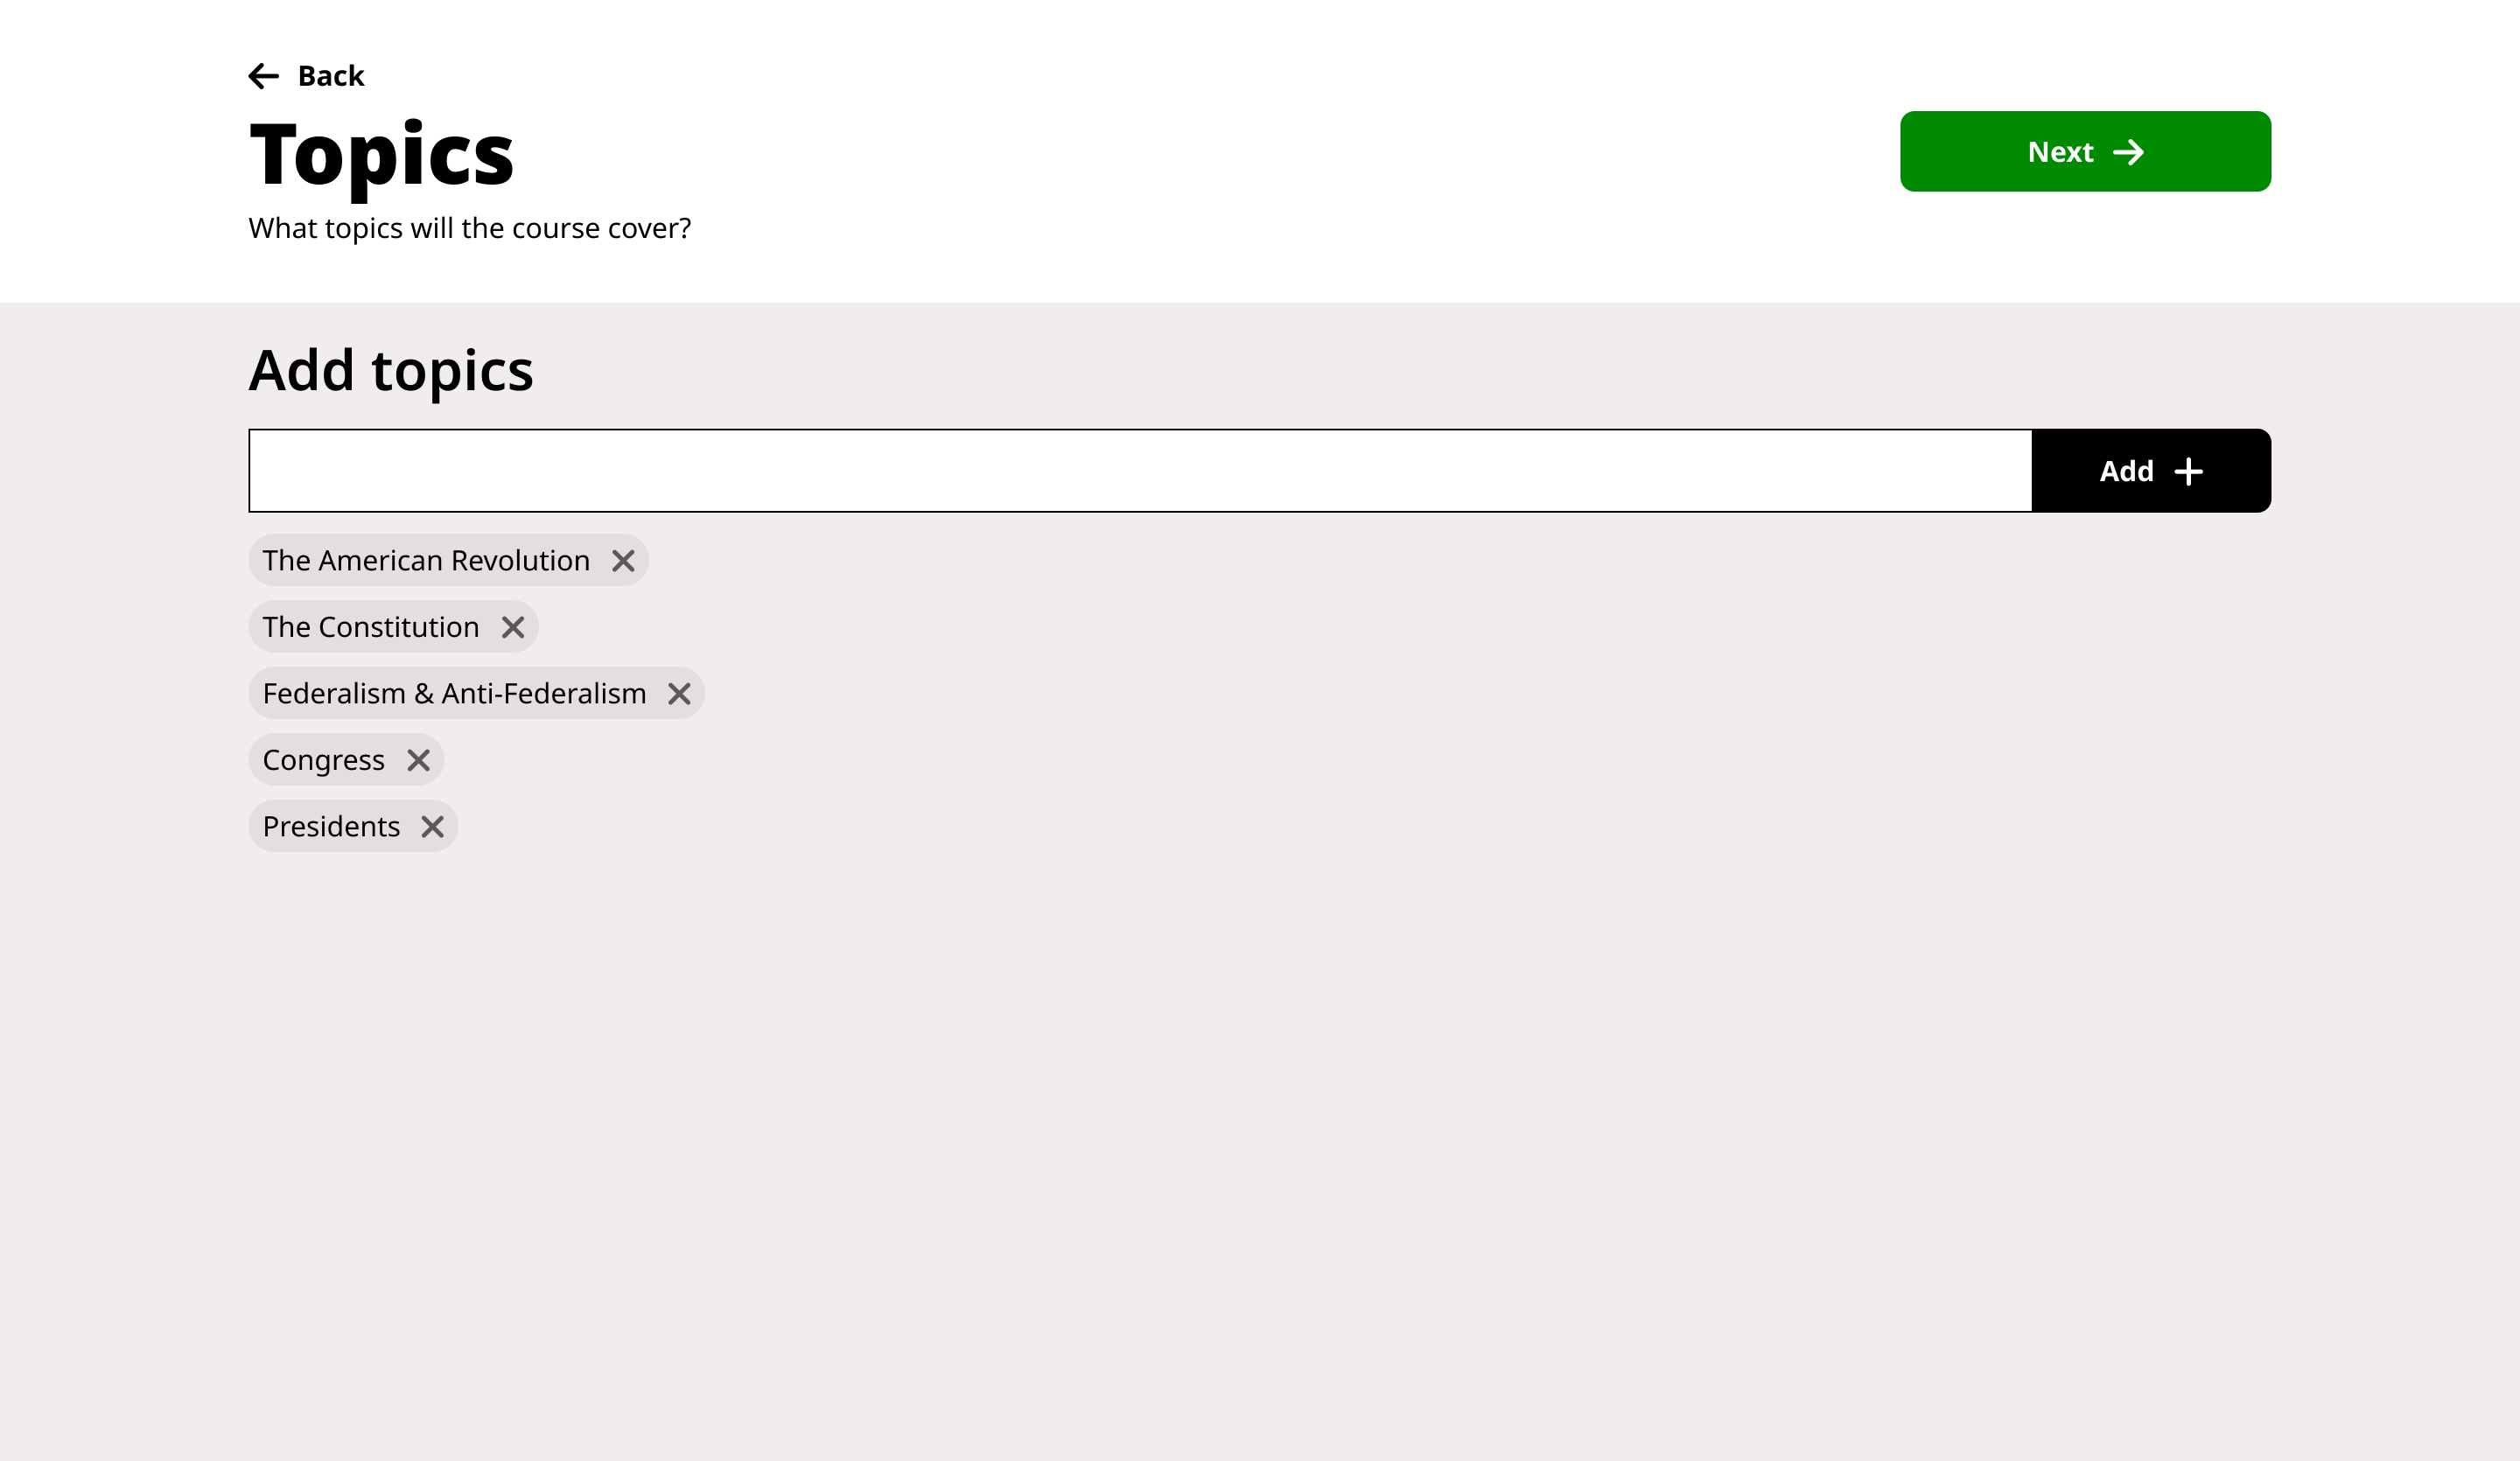 Back
Topics
Next
What topics will the course cover?
Add topics
Add
The American Revolution
The Constitution
Federalism & Anti-Federalism
Congress
Presidents